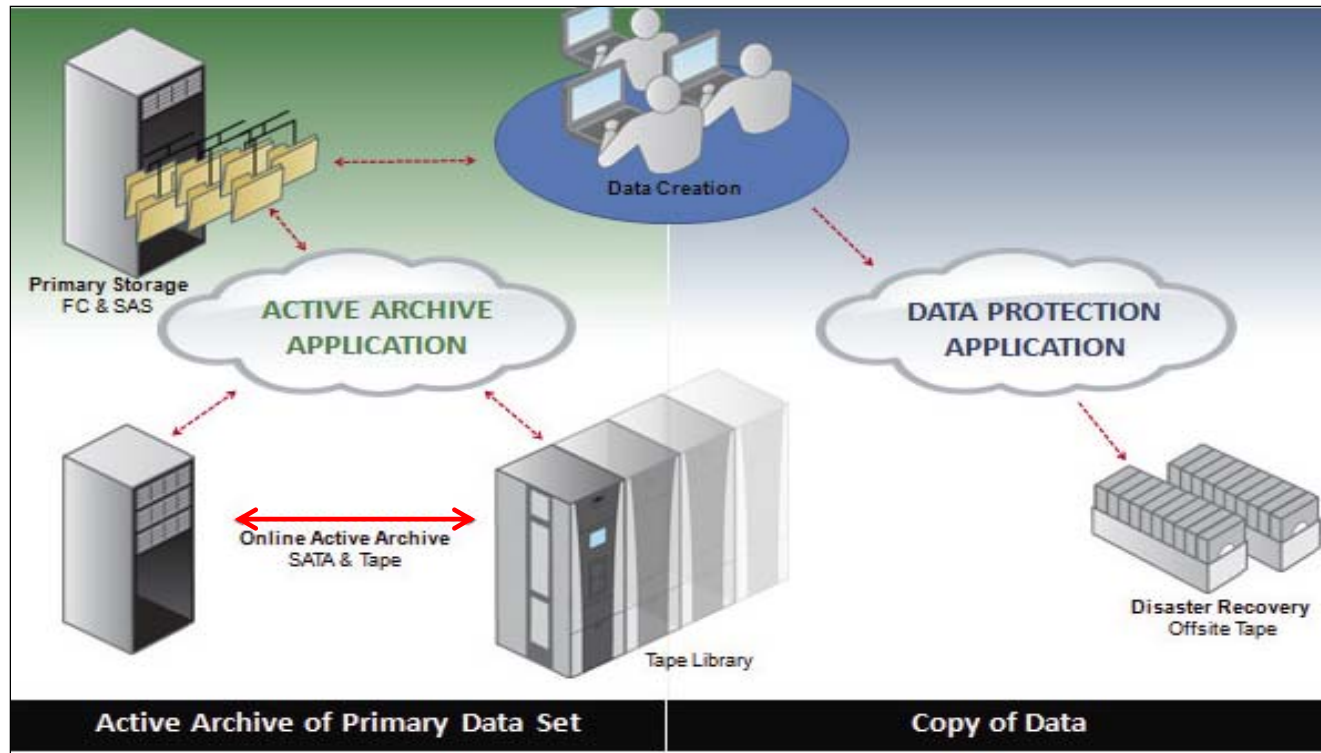 Data Creation
Primary Storage
FC & SAS
ACTIVE ARCHIVE
APPLICATION
DATA PROTECTION
APPLICATION
Online Active Archive
SATA & Tape
Tape Library
Disaster Recovery
Offsite Tape
Active Archive of Primary Data Set
Copy of Data